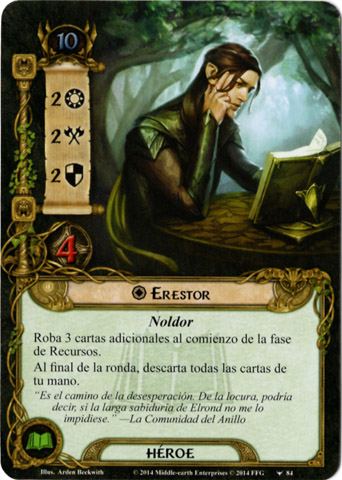 10
2
2
2
4
Erestor
Noldor
Roba 3 cartas adicionales al comienzo de la fase
de Recursos.
Al final de la ronda, descarta todas las cartas de
tu mano.
“Es el camino de la desesperación. De la locura, podría
decir, si la larga sabiduría de Elrond no me lo
impidiese.” —La Comunidad del Anillo
HÉROE
Illus. Arden Beckwith
© 2014 Middle-earth Enterprises © 2014 FFG
84